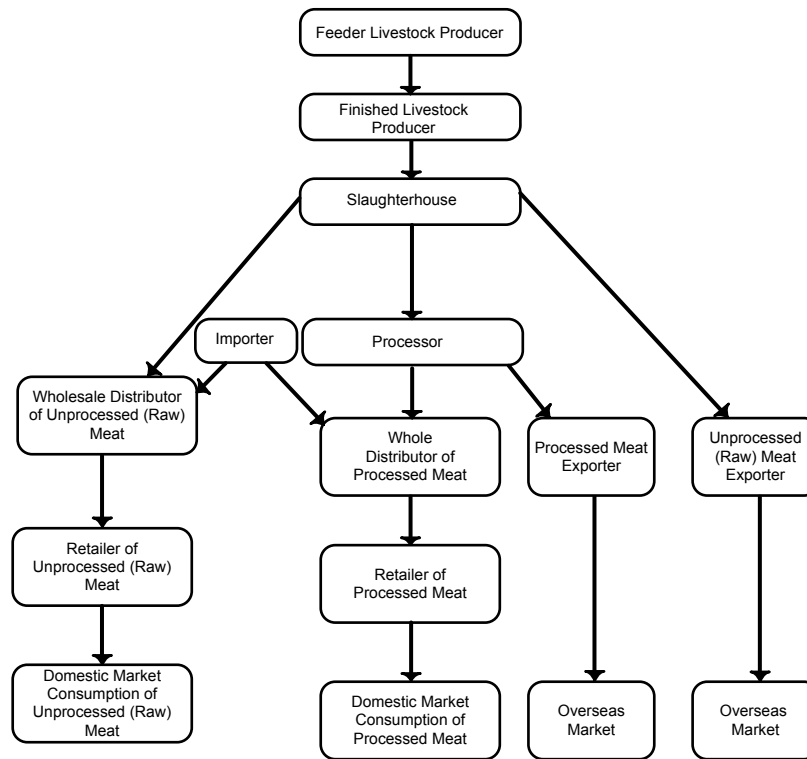 Feeder Livestock Producer
Finished Livestock
Producer
Slaughterhouse
Importer
Processor
Wholesale Distributor
of Unprocessed (Raw)
Meat
Whole
Distributor of
Processed Meat
Processed Meat
Exporter
Unprocessed
(Raw) Meat
Exporter
Retailer of
Unprocessed (Raw)
Meat
Retailer of
Processed Meat
Domestic Market
Consumption of
Unprocessed (Raw)
Meat
Domestic Market
Consumption of
Processed Meat
Overseas
Market
Overseas
Market